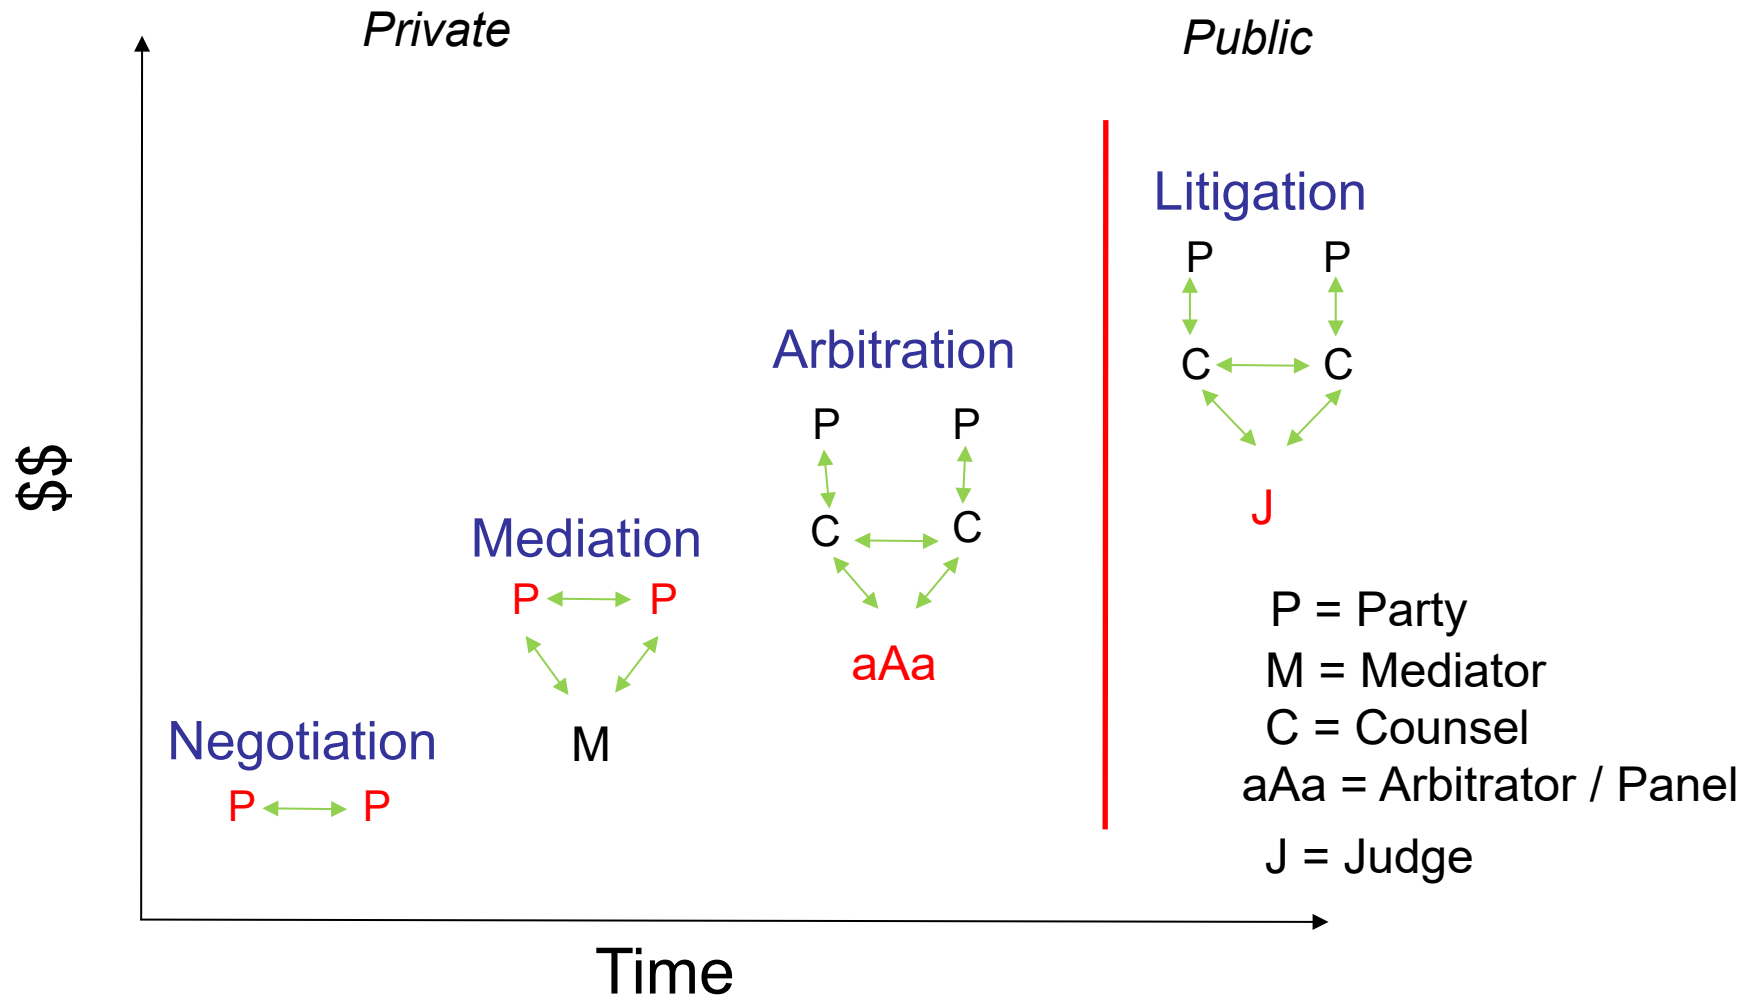 Private
Public
Litigation
P P
C C
J
Arbitration
P P
C C
aAa
Mediation
P P
M
Negotiation
P P
$$
Time
P = Party
M = Mediator
C = Counsel
aAa = Arbitrator / Panel
J = Judge